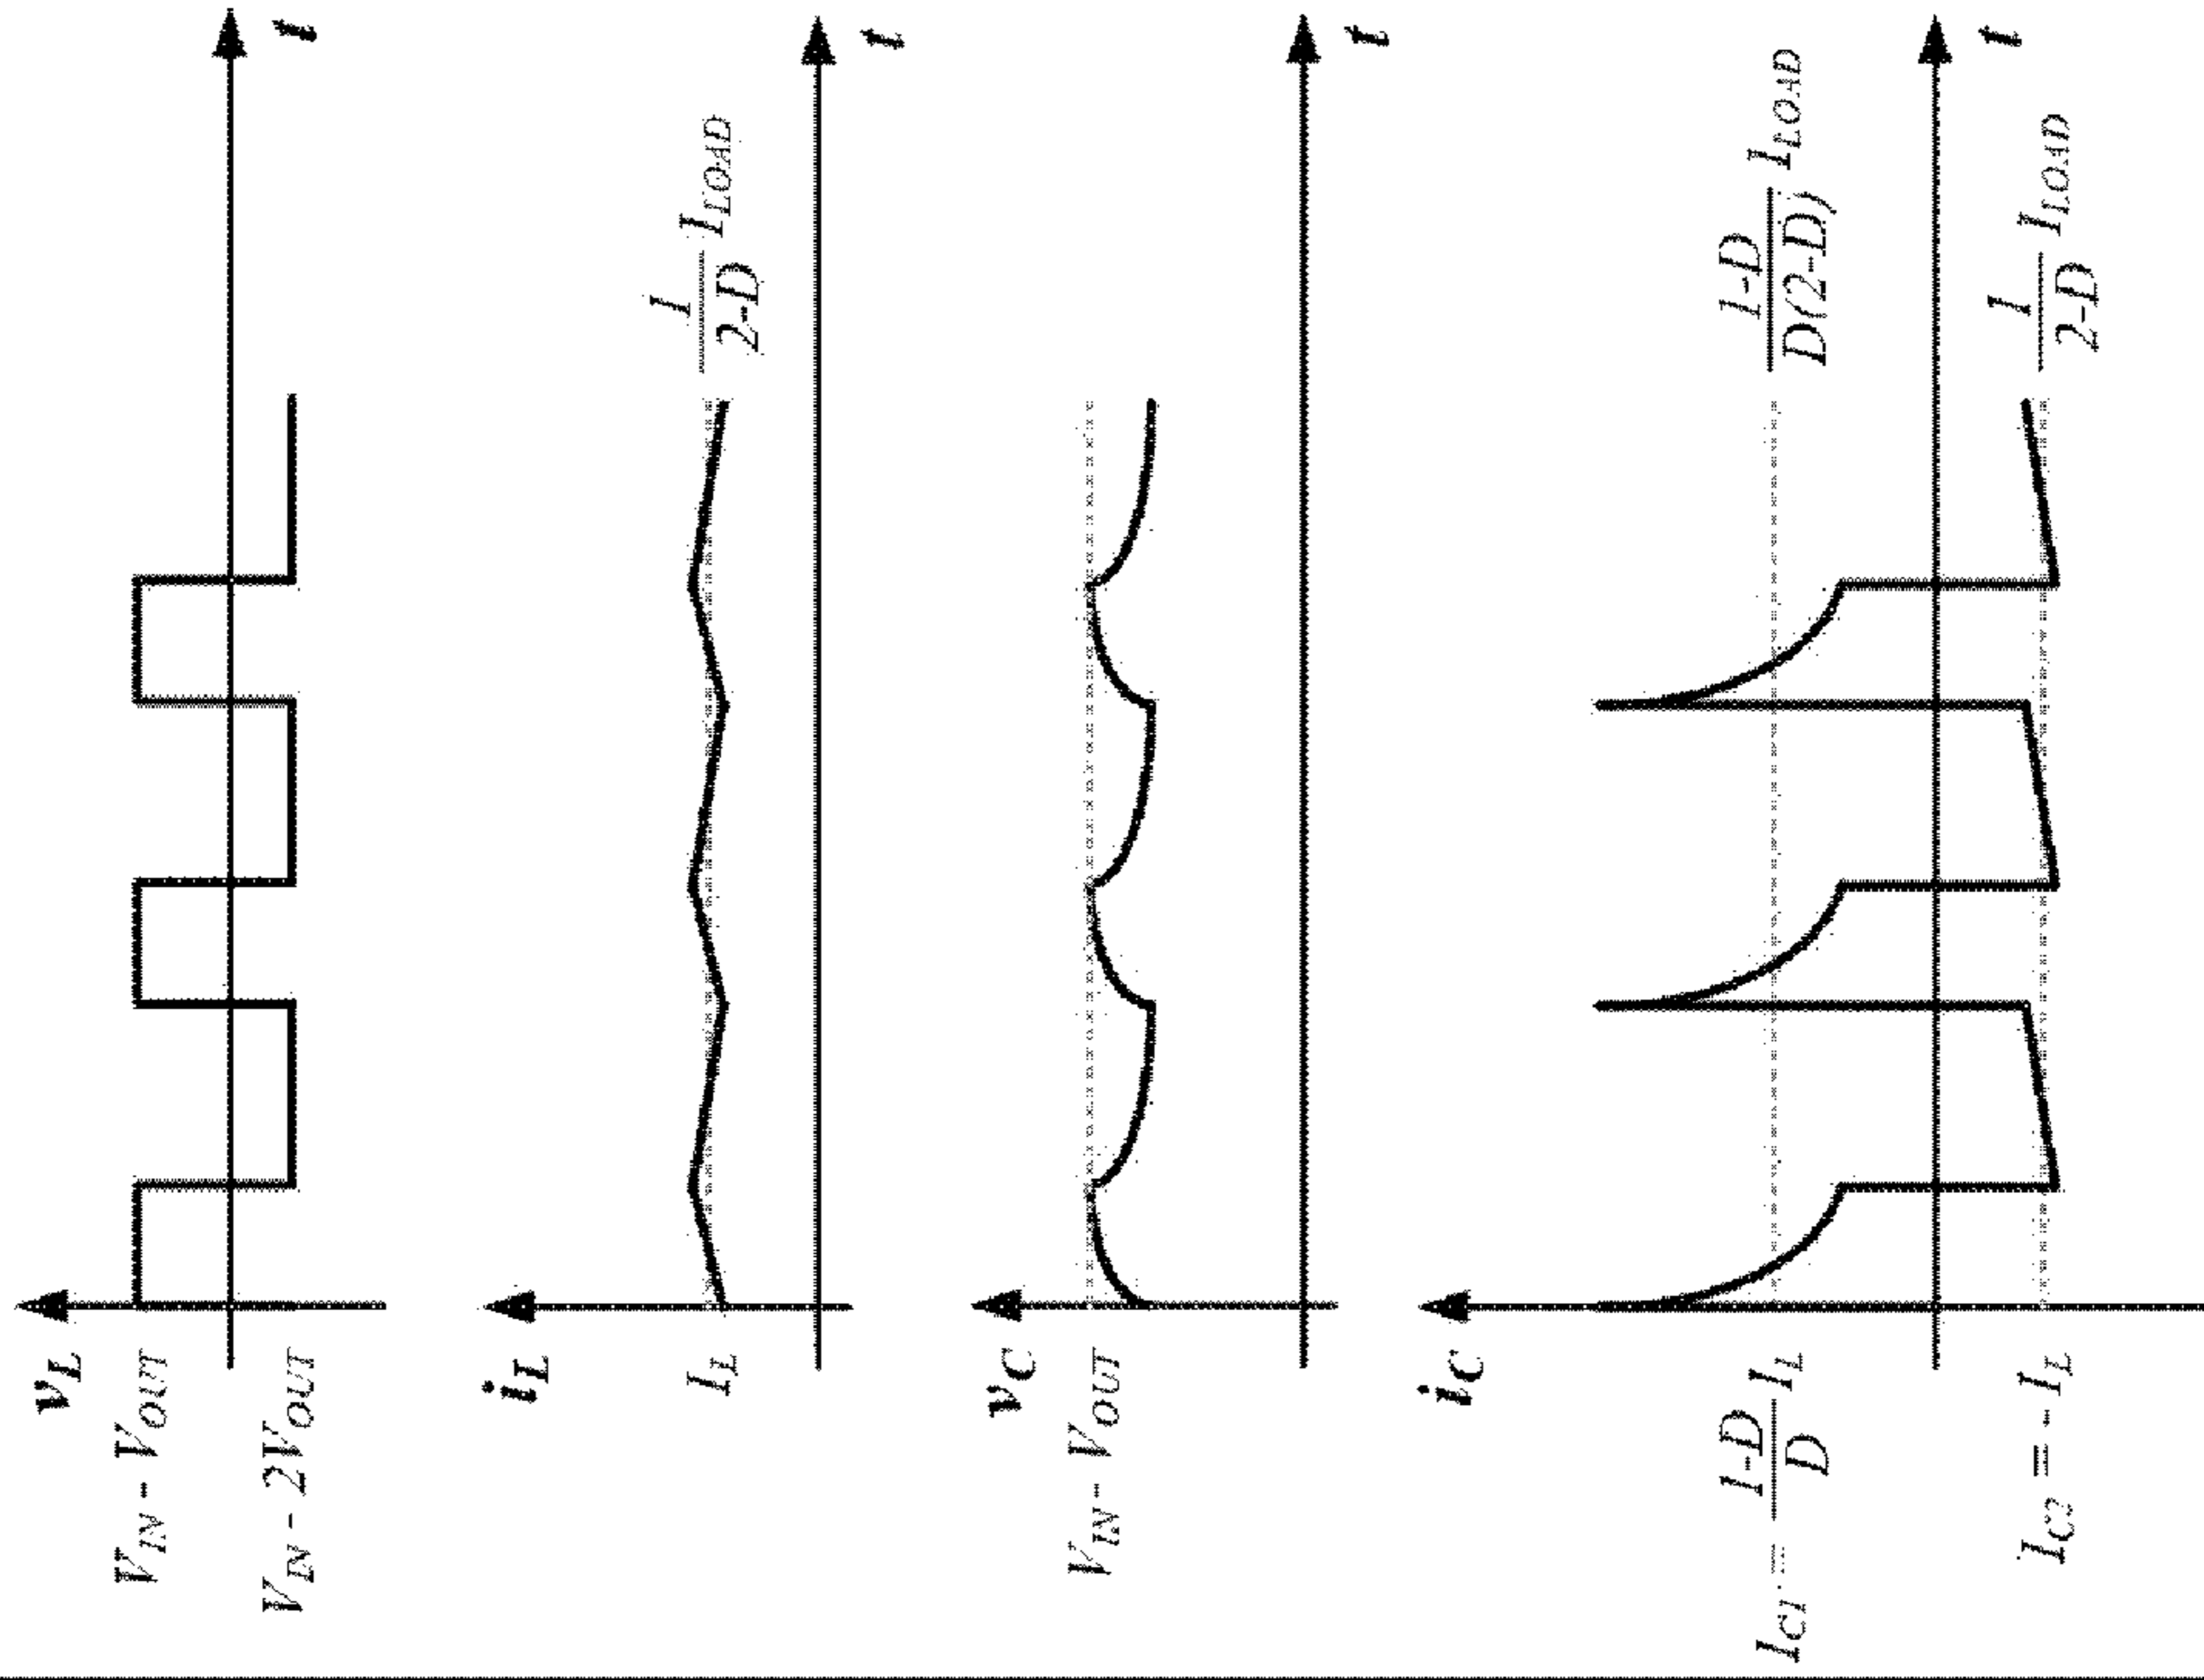 v_L
V_IN - V_OUT
V_IN - 2V_OUT
t
i_L
I_L
1/(2-D) I_LOAD
t
v_C
V_IN - V_OUT
t
i_C
I_C1 = (1-D)/D I_L
(1-D)/(D(2-D)) I_LOAD
t
I_C2 = - I_L
1/(2-D) I_LOAD